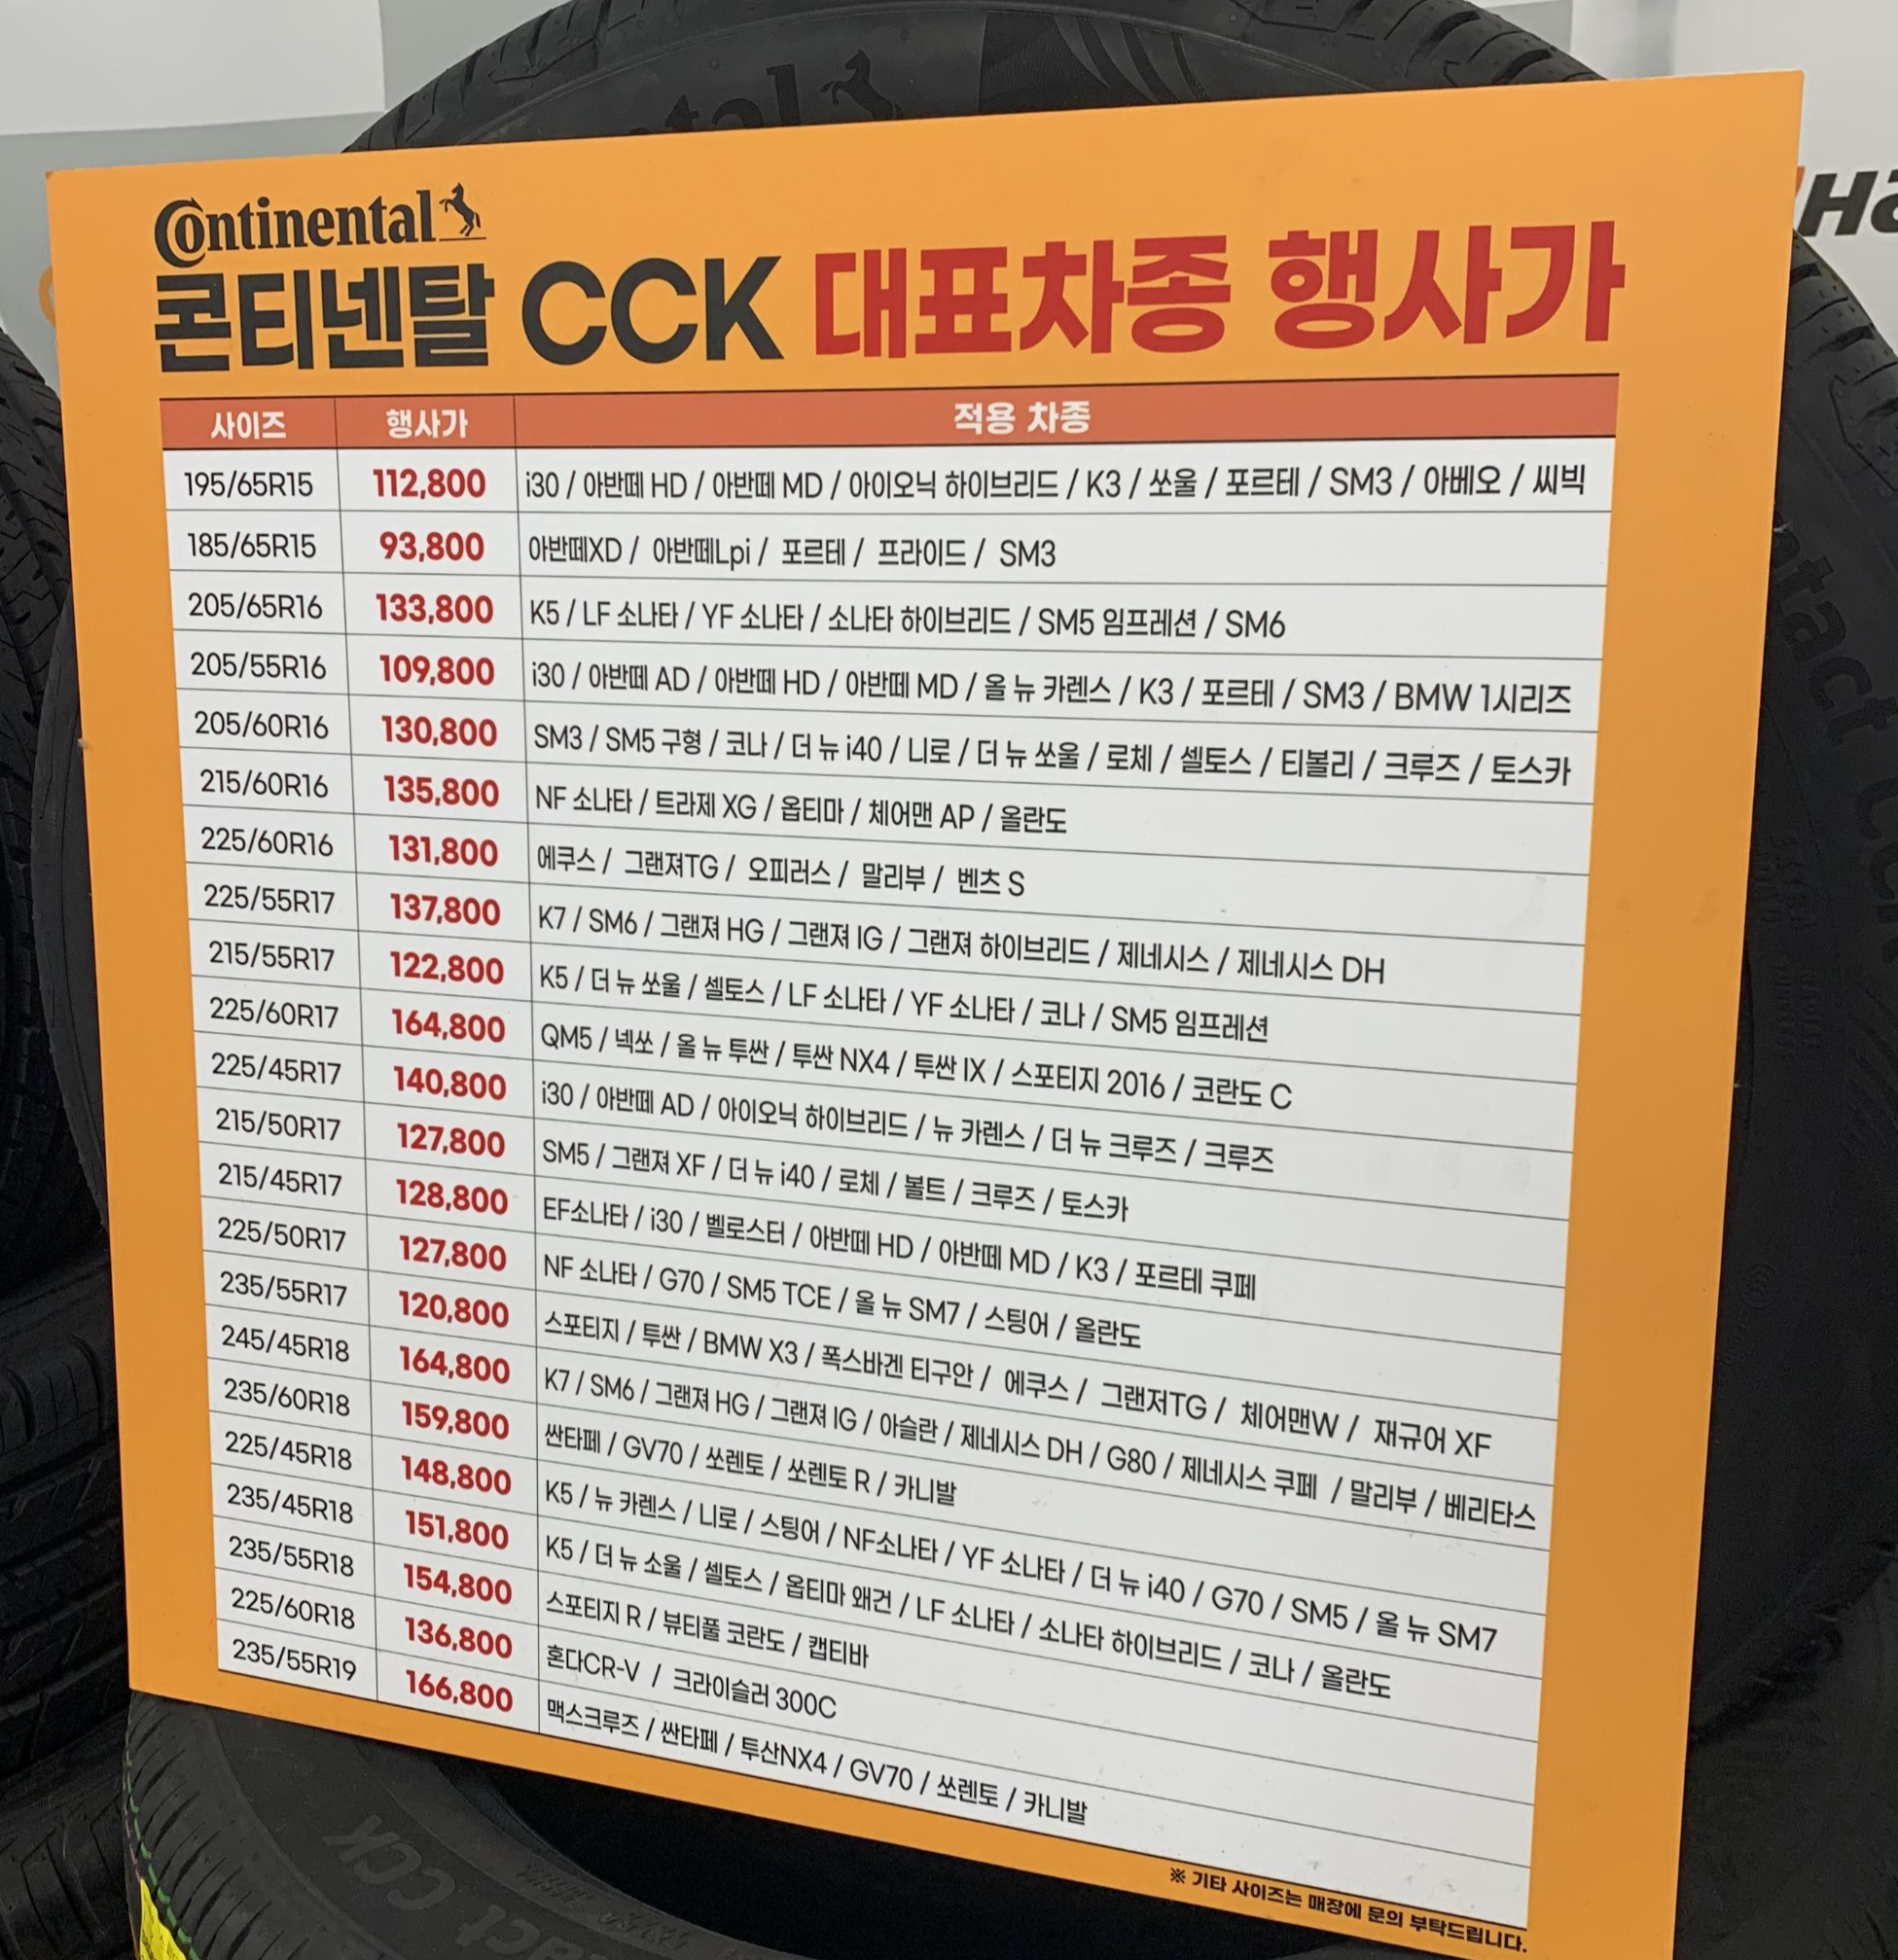 Continental
콘티넨탈 CCK 대표차종 행사가
사이즈 행사가 적용 차종
195/65R15 112,800 i30 / 아반떼 HD / 아반떼 MD / 아이오닉 하이브리드 / K3 / 쏘울 / 포르테 / SM3 / 아베오 / 씨빅
185/65R15 93,800 아반떼XD / 아반떼Lpi / 포르테 / 프라이드 / SM3
205/65R16 133,800 K5 / LF 소나타 / YF 소나타 / 소나타 하이브리드 / SM5 임프레션 / SM6
205/55R16 109,800 i30 / 아반떼 AD / 아반떼 HD / 아반떼 MD / 올 뉴 카렌스 / K3 / 포르테 / SM3 / BMW 1시리즈
205/60R16 130,800 SM3 / SM5 구형 / 코나 / 더 뉴 i40 / 니로 / 더 뉴 쏘울 / 로체 / 셀토스 / 티볼리 / 크루즈 / 토스카
215/60R16 135,800 NF 소나타 / 트라제 XG / 옵티마 / 체어맨 AP / 올란도
225/60R16 131,800 에쿠스 / 그랜져TG / 오피러스 / 말리부 / 벤츠 S
225/55R17 137,800 K7 / SM6 / 그랜져 HG / 그랜져 IG / 그랜져 하이브리드 / 제네시스 / 제네시스 DH
215/55R17 122,800 K5 / 더 뉴 쏘울 / 셀토스 / LF 소나타 / YF 소나타 / 코나 / SM5 임프레션
225/60R17 164,800 QM5 / 넥쏘 / 올 뉴 투싼 / 투싼 NX4 / 투싼 IX / 스포티지 2016 / 코란도 C
225/45R17 140,800 i30 / 아반떼 AD / 아이오닉 하이브리드 / 뉴 카렌스 / 더 뉴 크루즈 / 크루즈
215/50R17 127,800 SM5 / 그랜져 XF / 더 뉴 i40 / 로체 / 볼트 / 크루즈 / 토스카
215/45R17 128,800 EF소나타 / i30 / 벨로스터 / 아반떼 HD / 아반떼 MD / K3 / 포르테 쿠페
225/50R17 127,800 NF 소나타 / G70 / SM5 TCE / 올 뉴 SM7 / 스팅어 / 올란도
235/55R17 120,800 스포티지 / 투싼 / BMW X3 / 폭스바겐 티구안 / 에쿠스 / 그랜저TG / 체어맨W / 재규어 XF
245/45R18 164,800 K7 / SM6 / 그랜져 HG / 그랜져 IG / 아슬란 / 제네시스 DH / G80 / 제네시스 쿠페 / 말리부 / 베리타스
235/60R18 159,800 싼타페 / GV70 / 쏘렌토 / 쏘렌토 R / 카니발
225/45R18 148,800 K5 / 뉴 카렌스 / 니로 / 스팅어 / NF소나타 / YF 소나타 / 더 뉴 i40 / G70 / SM5 / 올 뉴 SM7
235/45R18 151,800 K5 / 더 뉴 소울 / 셀토스 / 옵티마 왜건 / LF 소나타 / 소나타 하이브리드 / 코나 / 올란도
235/55R18 154,800 스포티지 R / 뷰티풀 코란도 / 캡티바
225/60R18 136,800 혼다CR-V / 크라이슬러 300C
235/55R19 166,800 맥스크루즈 / 싼타페 / 투산NX4 / GV70 / 쏘렌토 / 카니발
※ 기타 사이즈는 매장에 문의 부탁드립니다.
CCK